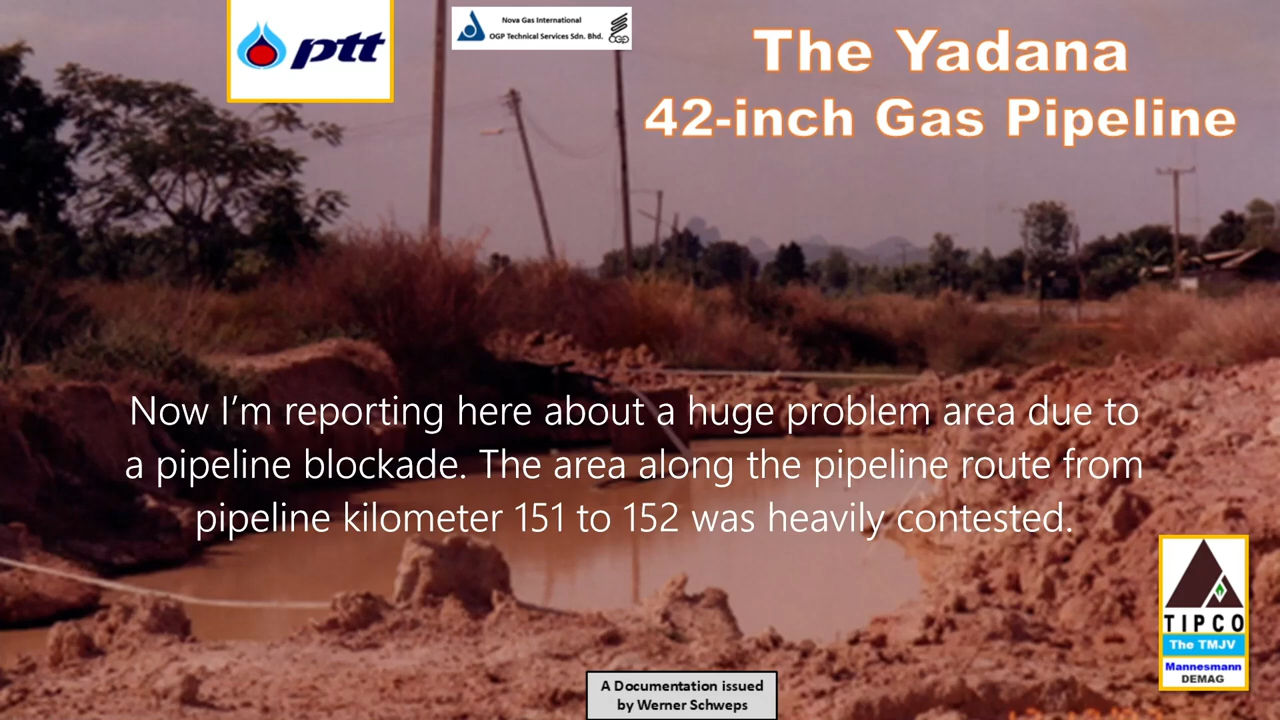 ptt
Nova Gas International
OGP Technical Services Sdn. Bhd.
OGP
The Yadana
42-inch Gas Pipeline
Now I’m reporting here about a huge problem area due to
a pipeline blockade. The area along the pipeline route from
pipeline kilometer 151 to 152 was heavily contested.
TIPCO
The TMJV
Mannesmann
DEMAG
A Documentation issued
by Werner Schweps